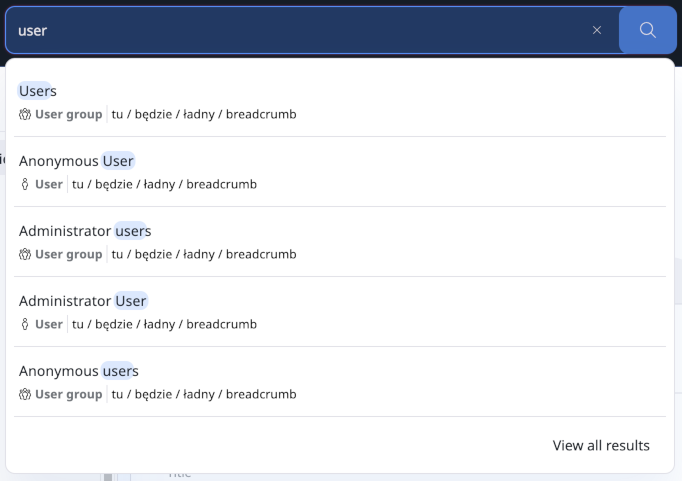 user
Users
User group tu / będzie / ładny / breadcrumb
Anonymous User
User tu / będzie / ładny / breadcrumb
Administrator users
User group tu / będzie / ładny / breadcrumb
Administrator User
User tu / będzie / ładny / breadcrumb
Anonymous users
User group tu / będzie / ładny / breadcrumb
View all results
Title